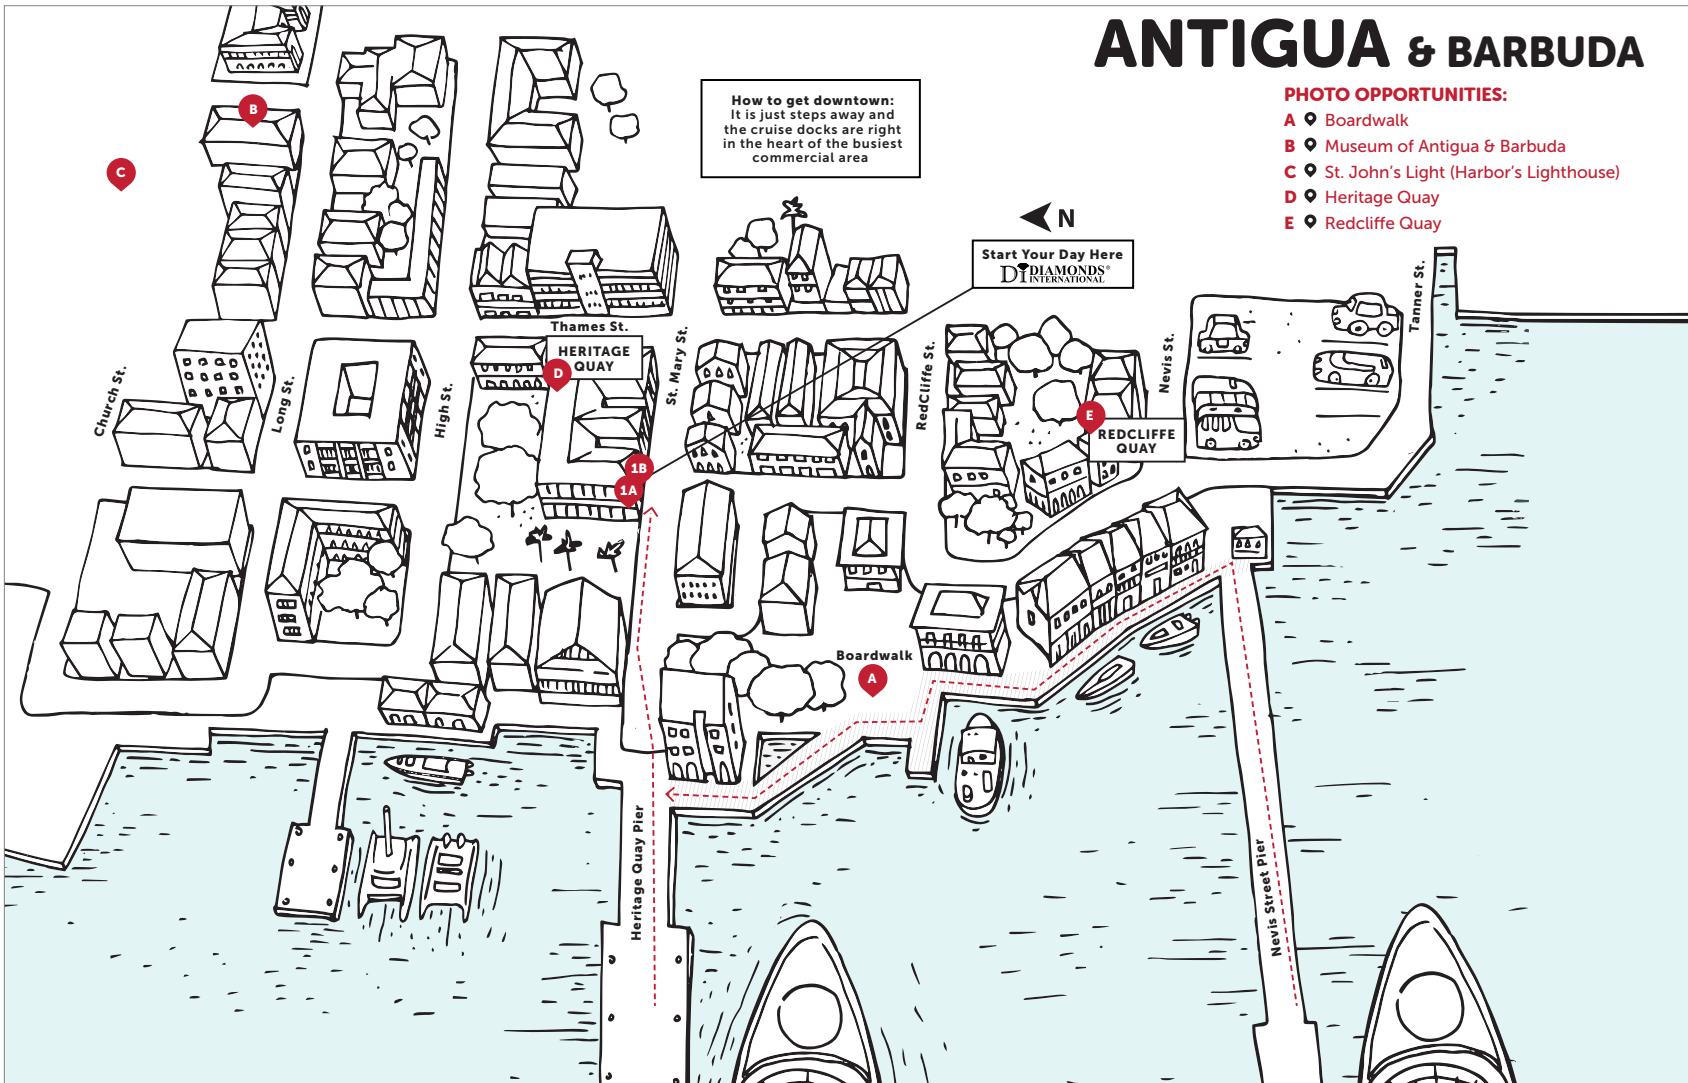 ANTIGUA & BARBUDA
PHOTO OPPORTUNITIES:
A Boardwalk
B Museum of Antigua & Barbuda
C St. John's Light (Harbor's Lighthouse)
D Heritage Quay
E Redcliffe Quay
How to get downtown:
It is just steps away and
the cruise docks are right
in the heart of the busiest
commercial area
N
Start Your Day Here
DI DIAMONDS®
INTERNATIONAL
B
C
Thames St.
HERITAGE
QUAY
D
St. Mary St.
RedCliffe St.
Nevis St.
Tanner St.
Church St.
Long St.
High St.
E
REDCLIFFE
QUAY
1B
1A
Boardwalk
A
Heritage Quay Pier
Nevis Street Pier